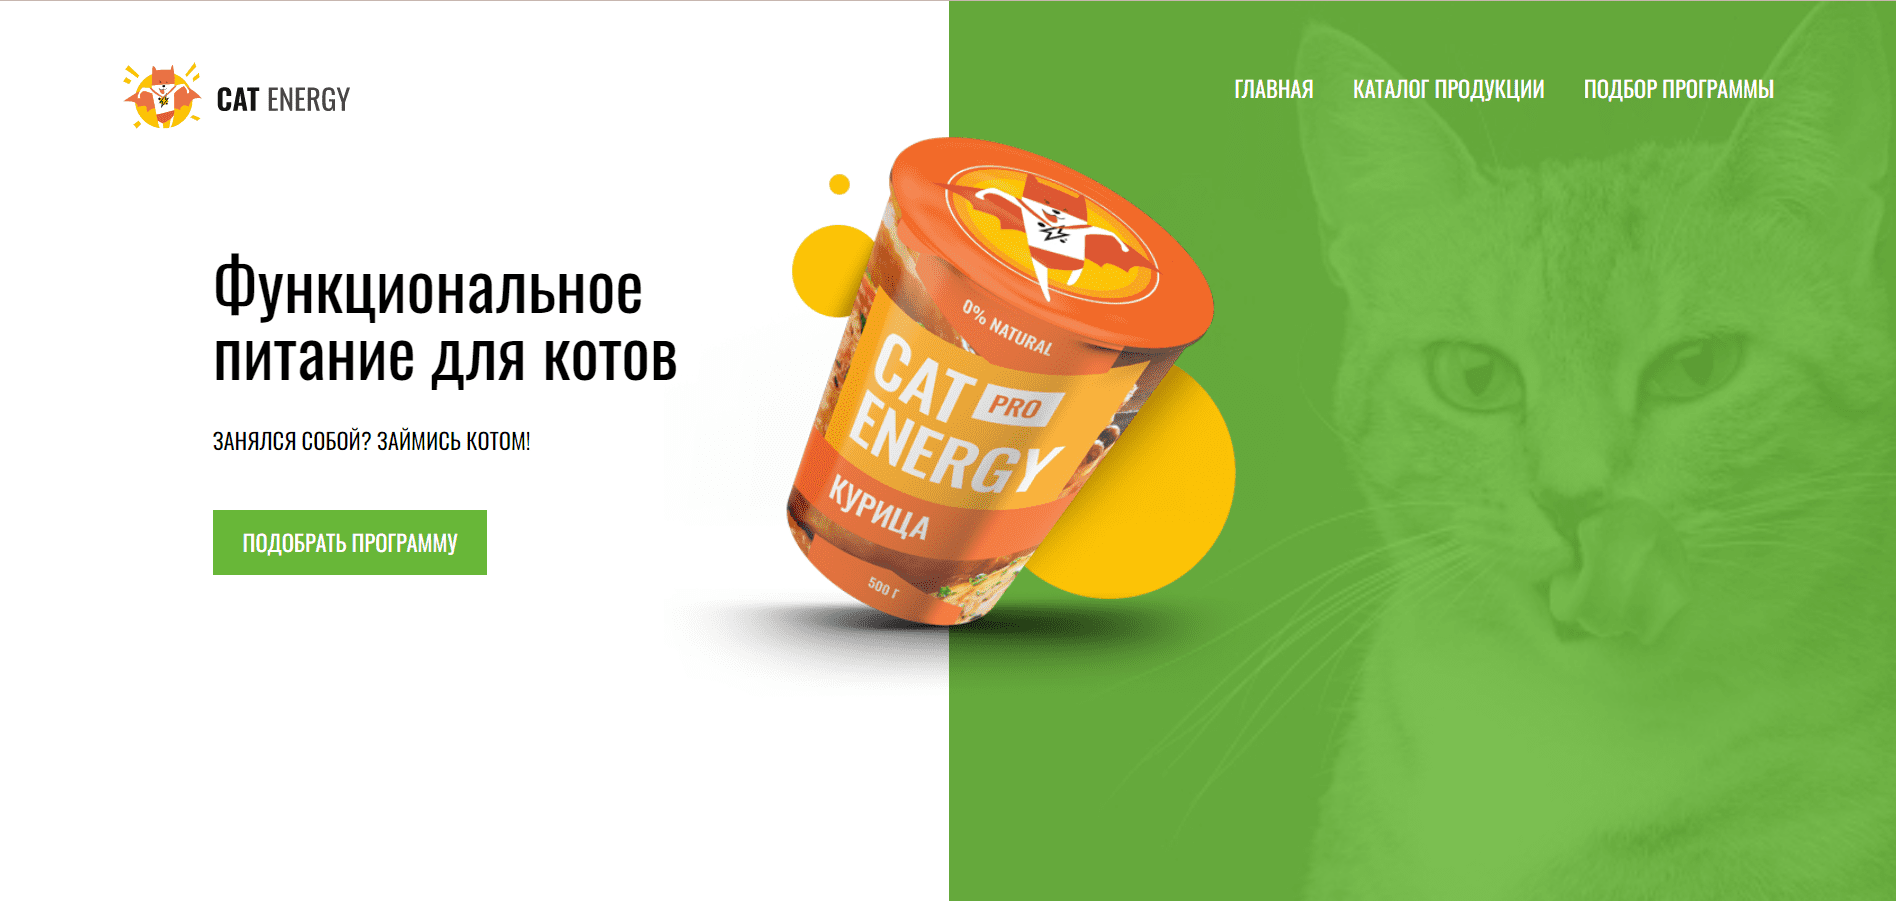 CAT ENERGY
ГЛАВНАЯ КАТАЛОГ ПРОДУКЦИИ ПОДБОР ПРОГРАММЫ
Функциональное
питание для котов
ЗАНЯЛСЯ СОБОЙ? ЗАЙМИСЬ КОТОМ!
ПОДОБРАТЬ ПРОГРАММУ
0% NATURAL
CAT PRO
ENERGY
КУРИЦА
500 Г